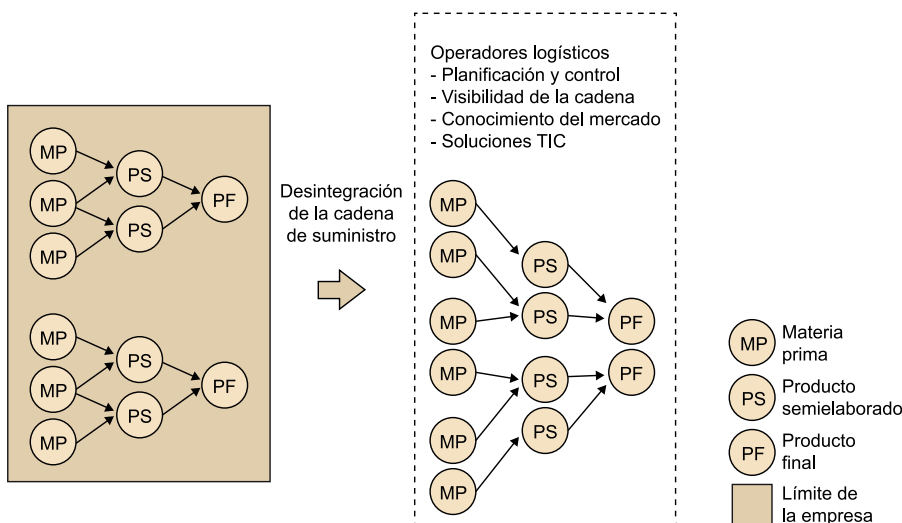 Operadores logísticos
- Planificación y control
- Visibilidad de la cadena
- Conocimiento del mercado
- Soluciones TIC
MP
MP
MP
PS
PS
PF
MP
MP
MP
PS
PS
PF
Desintegración
de la cadena
de suministro
MP
MP
MP
MP
MP
MP
PS
PS
PS
PS
PF
PF
MP Materia
prima
PS Producto
semielaborado
PF Producto
final
Límite de
la empresa